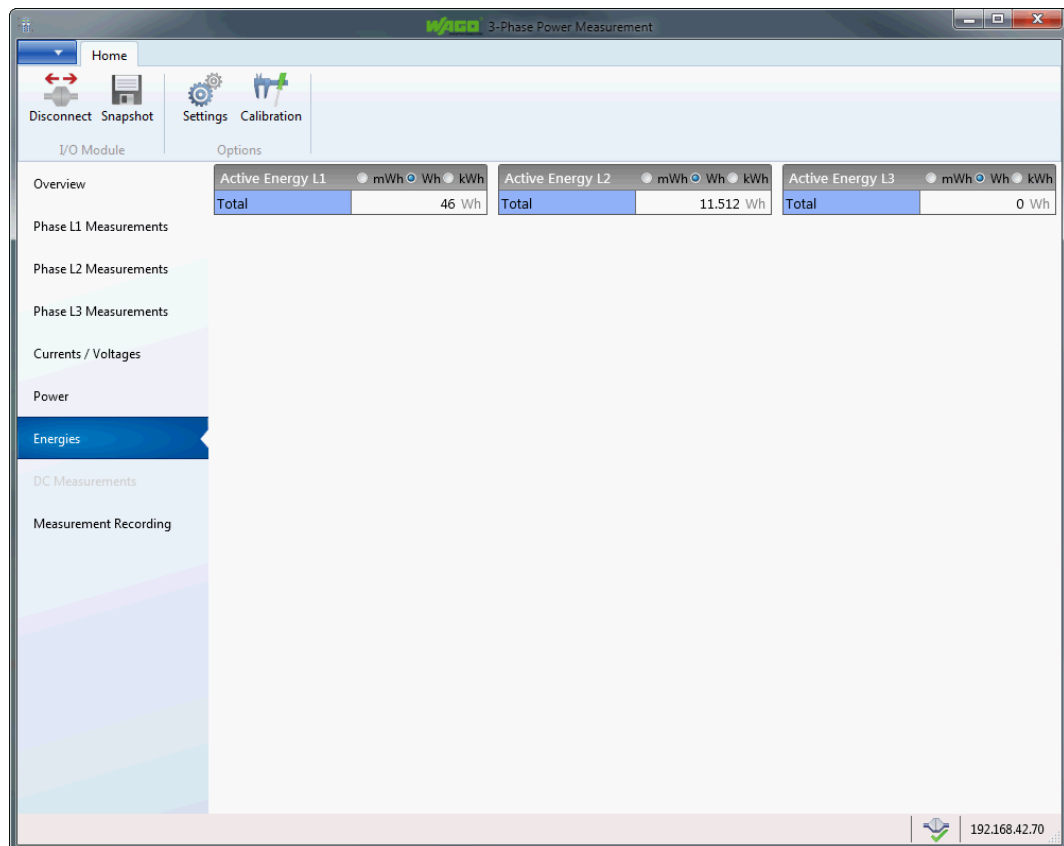 WAGO 3-Phase Power Measurement
Home
Disconnect Snapshot Settings Calibration
I/O Module Options
Overview
Phase L1 Measurements
Phase L2 Measurements
Phase L3 Measurements
Currents / Voltages
Power
Energies
DC Measurements
Measurement Recording
Active Energy L1 mWh Wh kWh
Total 46 Wh
Active Energy L2 mWh Wh kWh
Total 11.512 Wh
Active Energy L3 mWh Wh kWh
Total 0 Wh
192.168.42.70